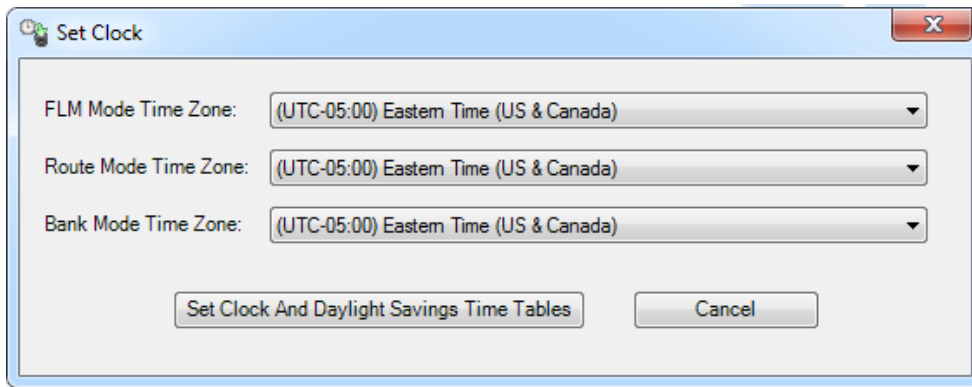 Set Clock
FLM Mode Time Zone: (UTC-05:00) Eastern Time (US & Canada)
Route Mode Time Zone: (UTC-05:00) Eastern Time (US & Canada)
Bank Mode Time Zone: (UTC-05:00) Eastern Time (US & Canada)
Set Clock And Daylight Savings Time Tables Cancel